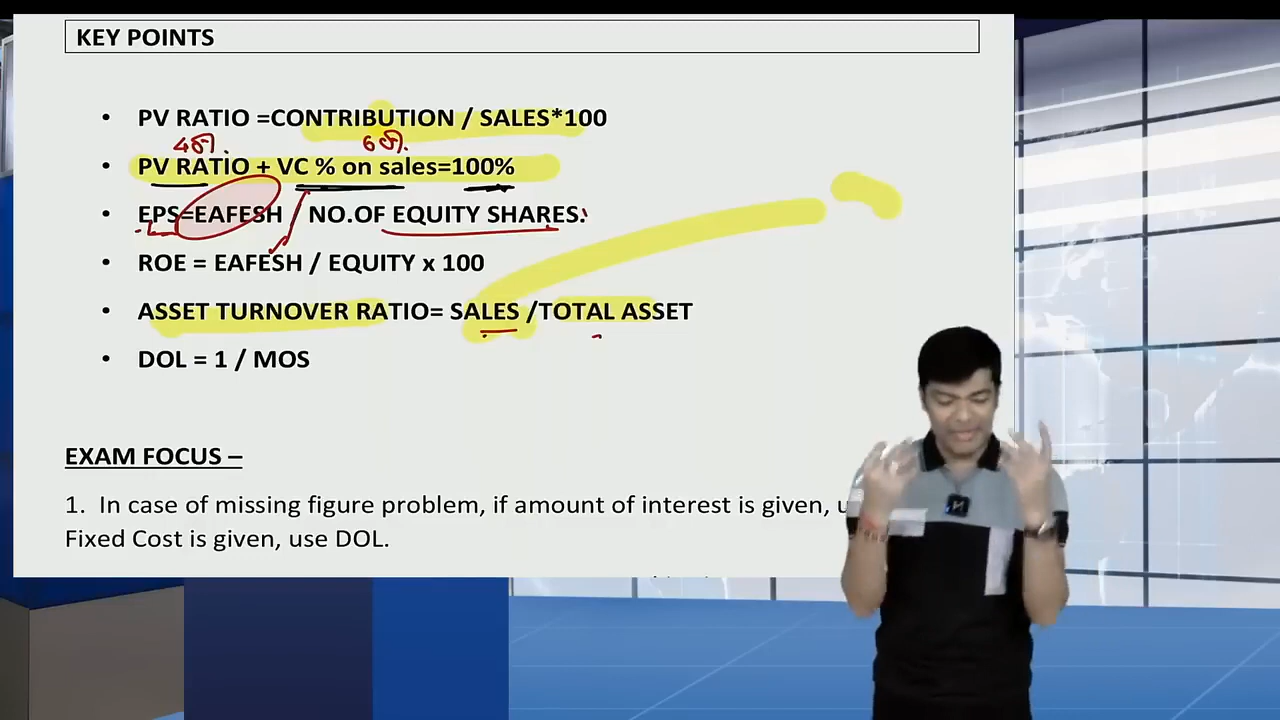 KEY POINTS
• PV RATIO =CONTRIBUTION / SALES*100
40%. 60%.
• PV RATIO + VC % on sales=100%
• EPS=EAFESH / NO.OF EQUITY SHARES.
• ROE = EAFESH / EQUITY x 100
• ASSET TURNOVER RATIO= SALES /TOTAL ASSET
• DOL = 1 / MOS
EXAM FOCUS –
1. In case of missing figure problem, if amount of interest is given,
Fixed Cost is given, use DOL.